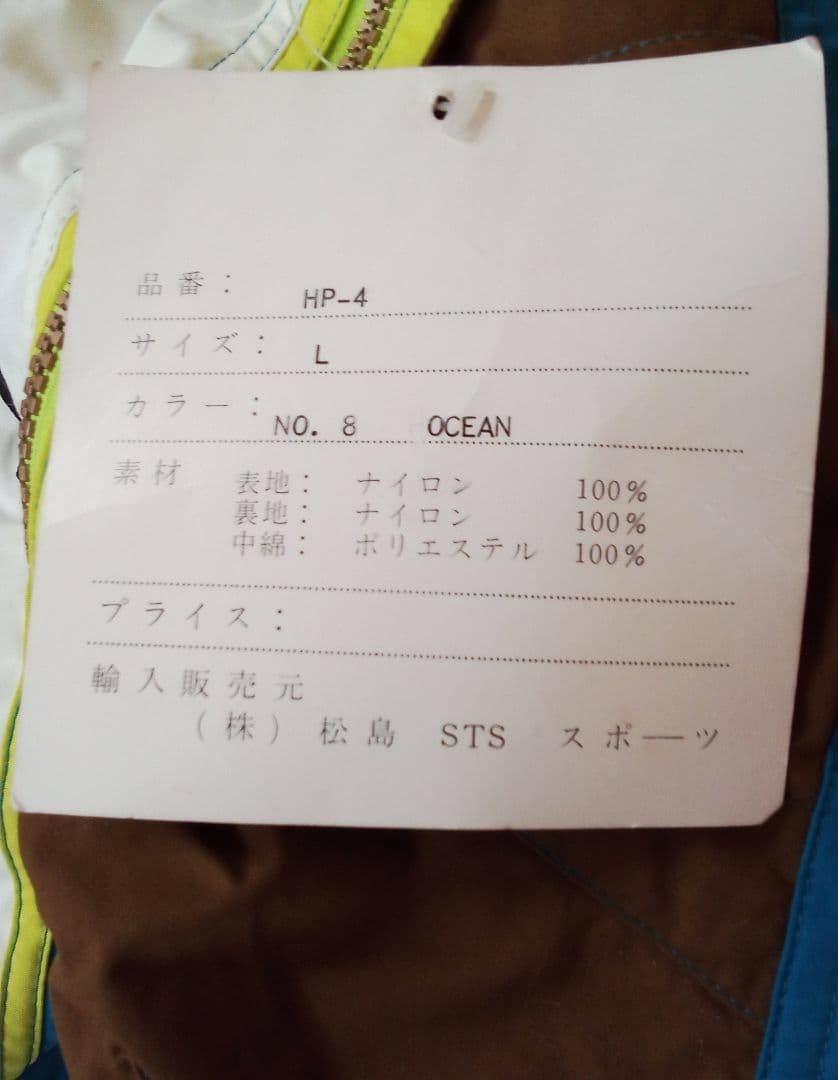 品番： HP-4
サイズ： L
カラー： NO. 8 OCEAN
素材 表地： ナイロン 100%
裏地： ナイロン 100%
中綿： ポリエステル 100%
プライス：
輸入販売元
（株）松島 STS スポーツ